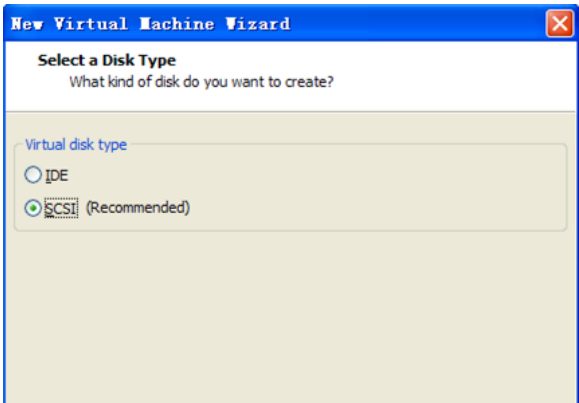 New Virtual Machine Wizard
Select a Disk Type
What kind of disk do you want to create?
Virtual disk type
IDE
SCSI (Recommended)